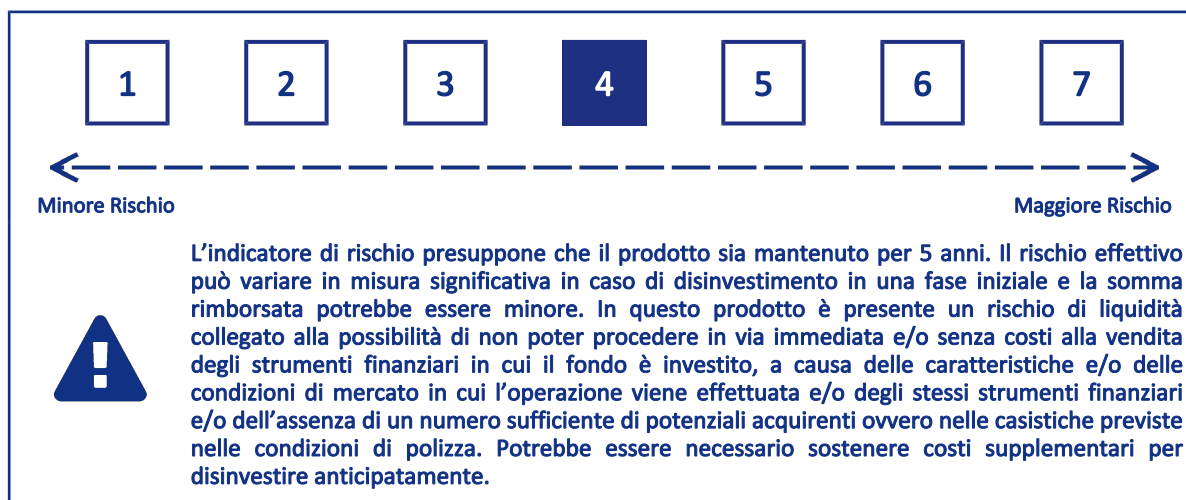 1 2 3 4 5 6 7
Minore Rischio Maggiore Rischio
L'indicatore di rischio presuppone che il prodotto sia mantenuto per 5 anni. Il rischio effettivo
può variare in misura significativa in caso di disinvestimento in una fase iniziale e la somma
rimborsata potrebbe essere minore. In questo prodotto è presente un rischio di liquidità
collegato alla possibilità di non poter procedere in via immediata e/o senza costi alla vendita
degli strumenti finanziari in cui il fondo è investito, a causa delle caratteristiche e/o delle
condizioni di mercato in cui l'operazione viene effettuata e/o degli stessi strumenti finanziari
e/o dell'assenza di un numero sufficiente di potenziali acquirenti ovvero nelle casistiche previste
nelle condizioni di polizza. Potrebbe essere necessario sostenere costi supplementari per
disinvestire anticipatamente.